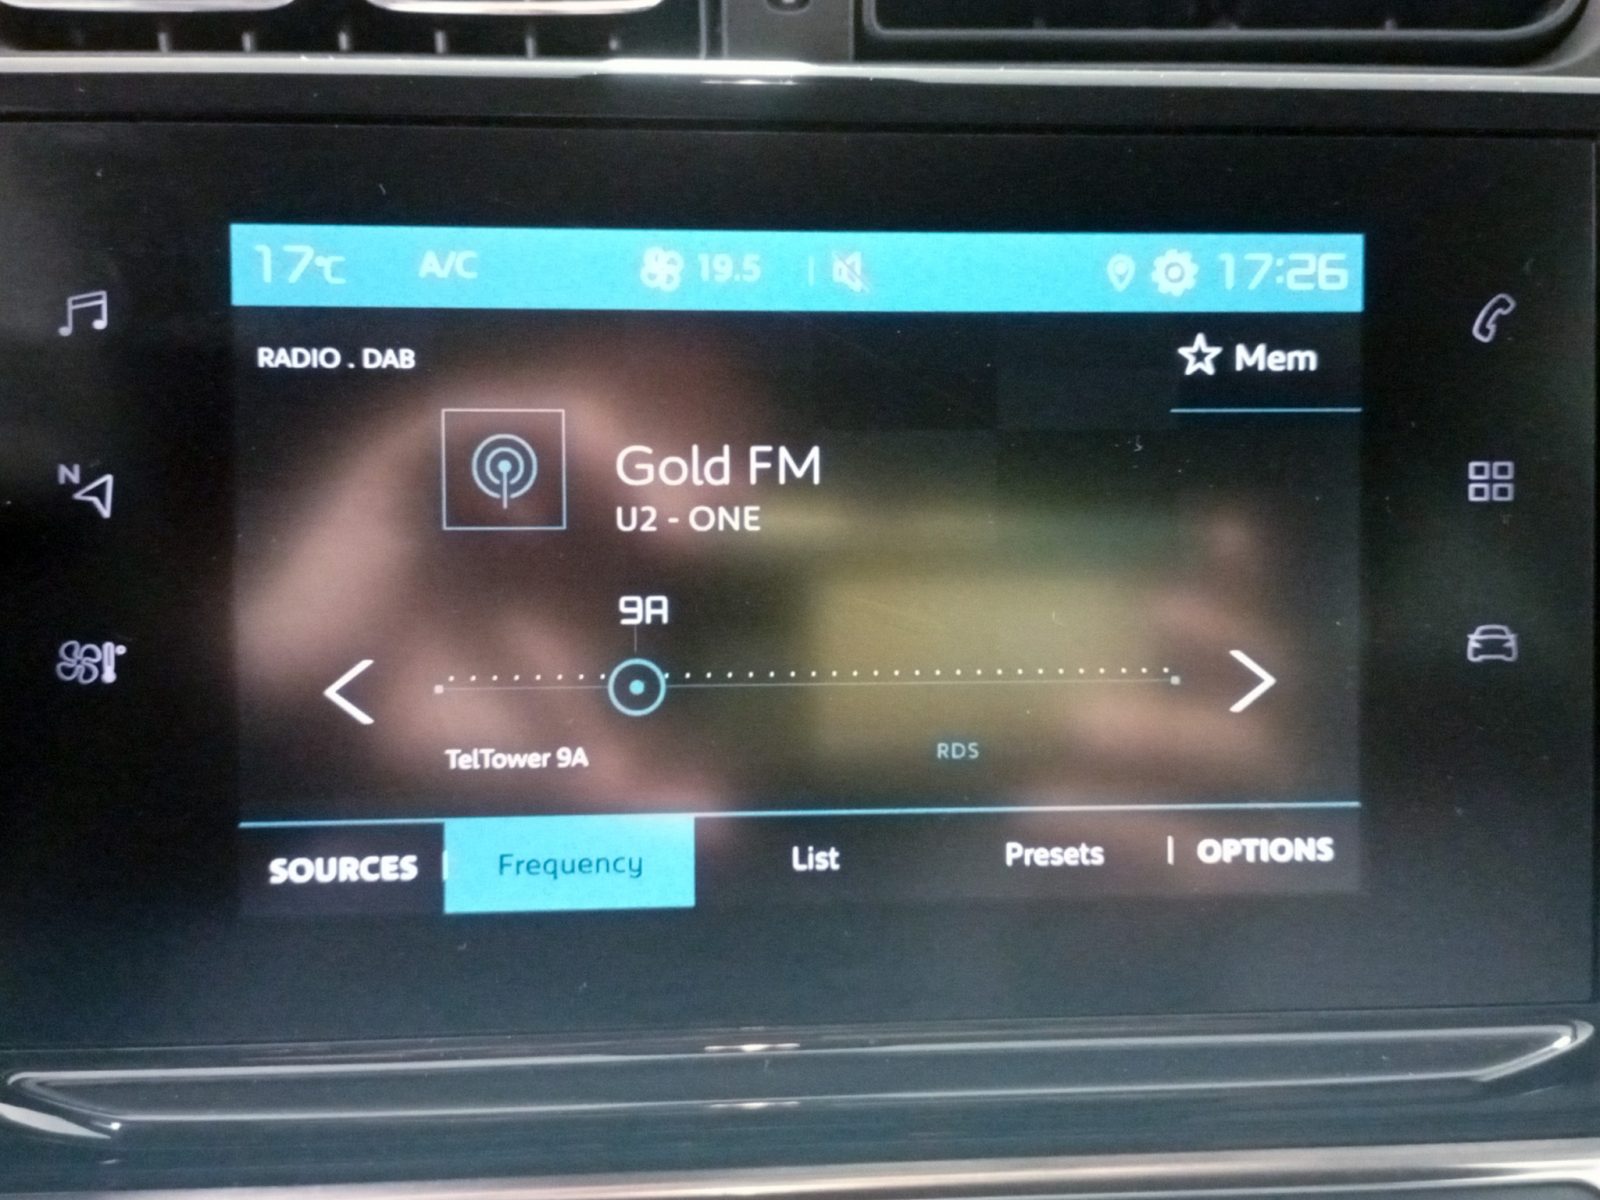 17°C A/C 19.5 17:26
RADIO . DAB
Mem
Gold FM
U2 - ONE
9A
N
TelTower 9A
RDS
SOURCES Frequency List Presets OPTIONS